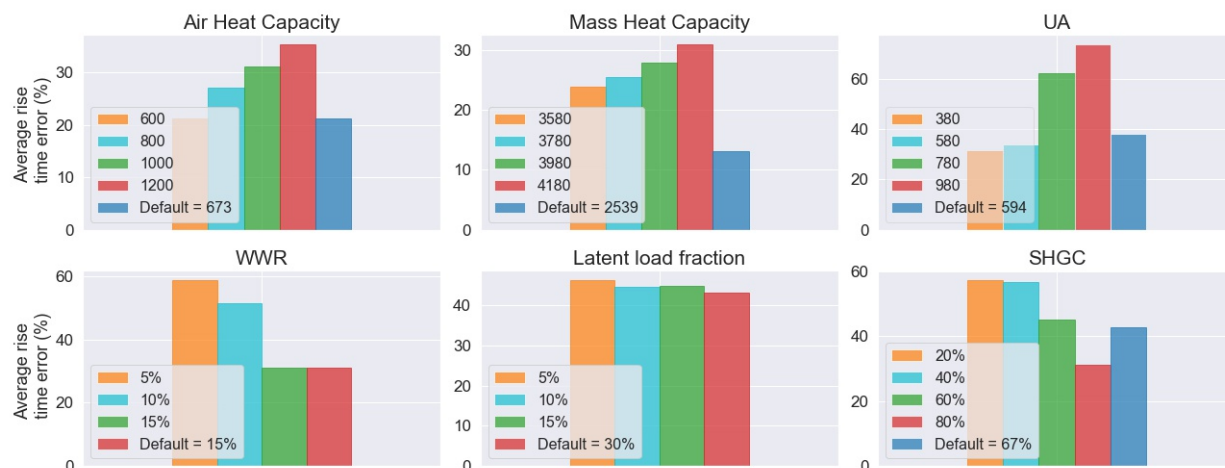 Air Heat Capacity
Average rise
time error (%)
30
20
10
0
600
800
1000
1200
Default = 673
Mass Heat Capacity
30
20
10
0
3580
3780
3980
4180
Default = 2539
UA
60
40
20
0
380
580
780
980
Default = 594
WWR
Average rise
time error (%)
60
40
20
0
5%
10%
15%
Default = 15%
Latent load fraction
40
30
20
10
0
5%
10%
15%
Default = 30%
SHGC
60
40
20
0
20%
40%
60%
80%
Default = 67%